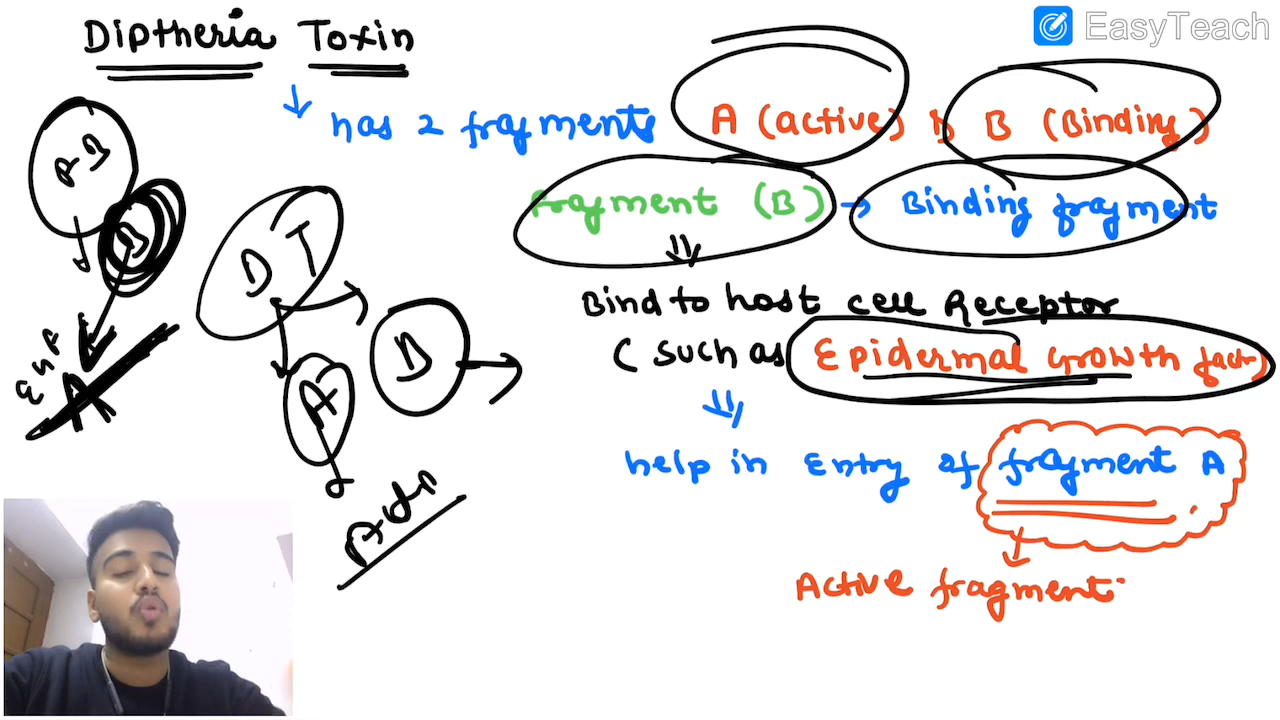 Diptheria Toxin
EasyTeach
has 2 fragments A (active) & B (Binding)
fragment (B) → Binding fragment
Bind to host cell Receptor
( such as Epidermal growth factor)
help in Entry of fragment A
Active fragment
D T
B
A